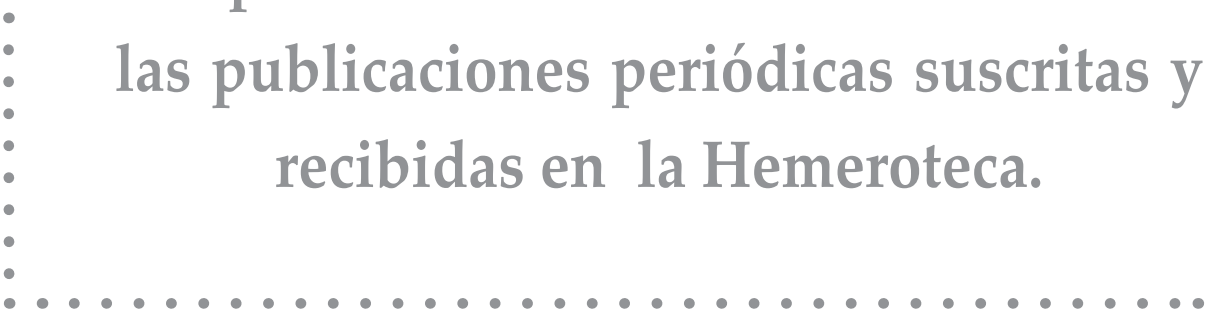 las publicaciones periódicas suscritas y
recibidas en  la Hemeroteca.